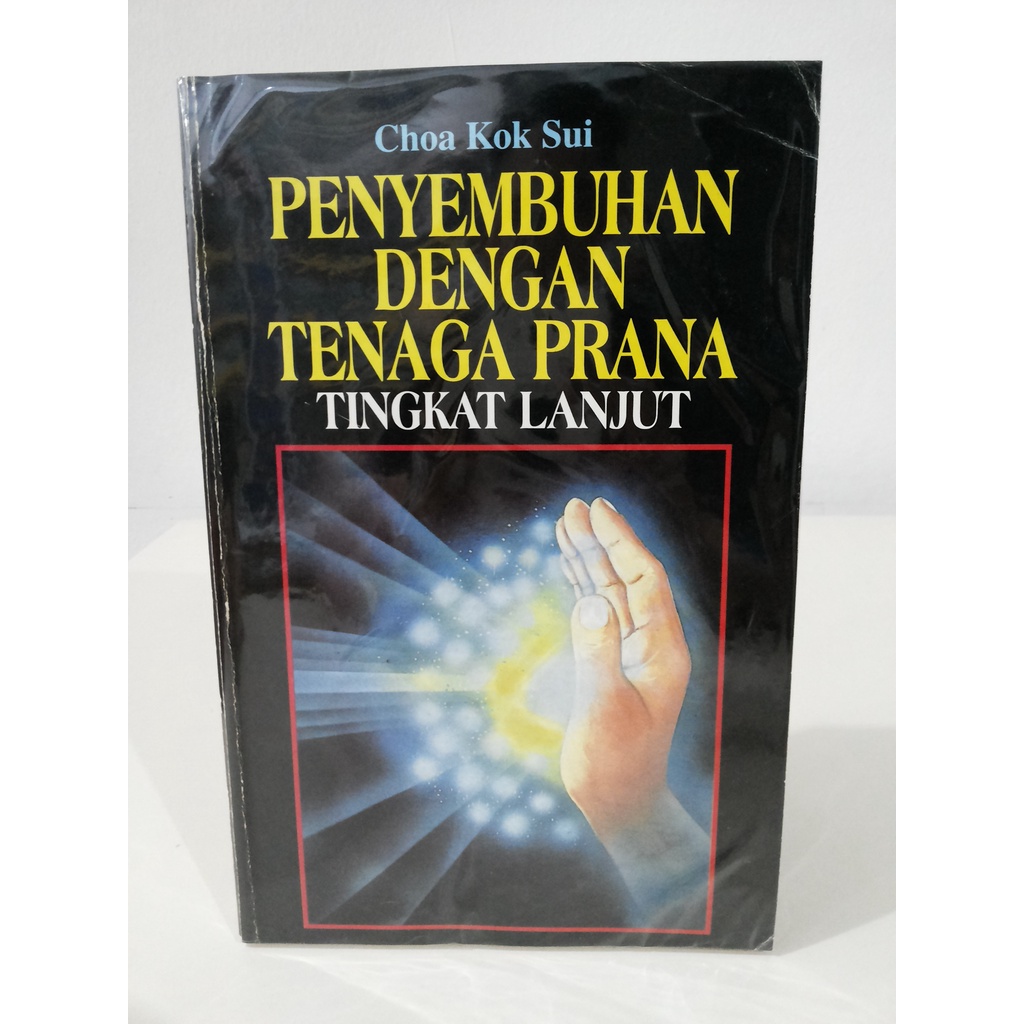 Choa Kok Sui
PENYEMBUHAN
DENGAN
TENAGA PRANA
TINGKAT LANJUT